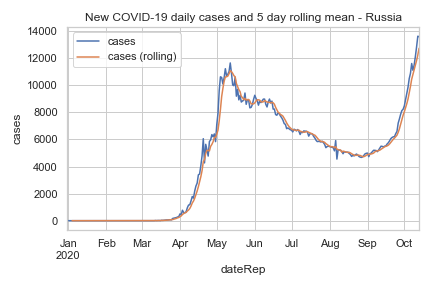 New COVID-19 daily cases and 5 day rolling mean - Russia
cases
cases (rolling)
14000
12000
10000
8000
6000
4000
2000
0
cases
Jan Feb Mar Apr May Jun Jul Aug Sep Oct
2020
dateRep